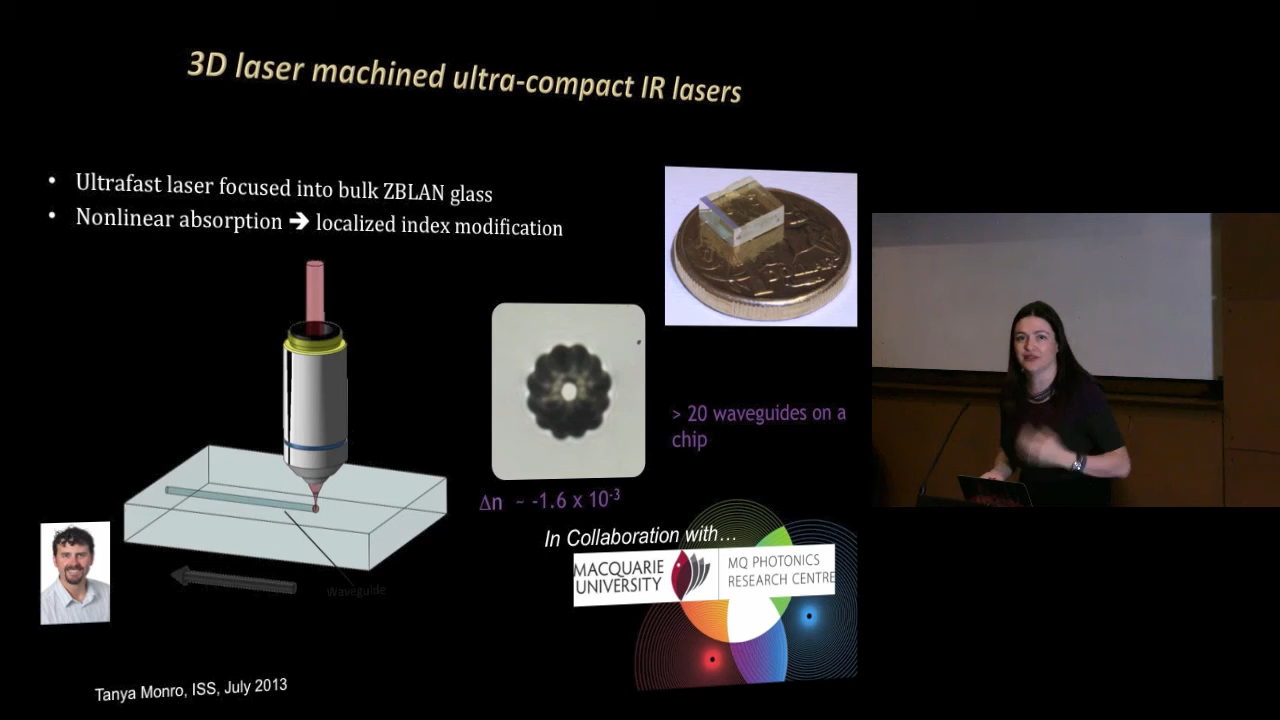 3D laser machined ultra-compact IR lasers
• Ultrafast laser focused into bulk ZBLAN glass
• Nonlinear absorption ➔ localized index modification
> 20 waveguides on a
chip
Δn ~ -1.6 x 10-3
In Collaboration with…
MACQUARIE
UNIVERSITY
MQ PHOTONICS
RESEARCH CENTRE
Waveguide
Tanya Monro, ISS, July 2013